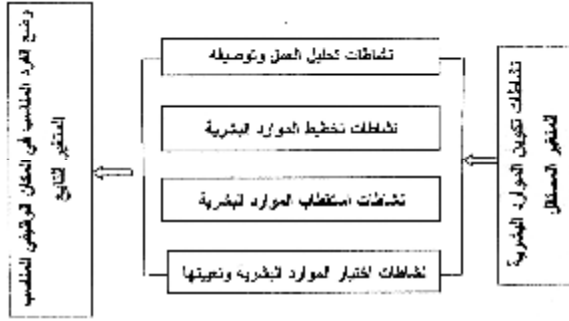 نشاطات تكوين الموارد البشرية
المتغير المستقل
نشاطات تحليل العمل وتوصيفه
نشاطات تخطيط الموارد البشرية
نشاطات استقطاب الموارد البشرية
نشاطات اختيار الموارد البشرية وتعيينها
وضع الفرد المناسب في المكان الوظيفي المناسب
المتغير التابع